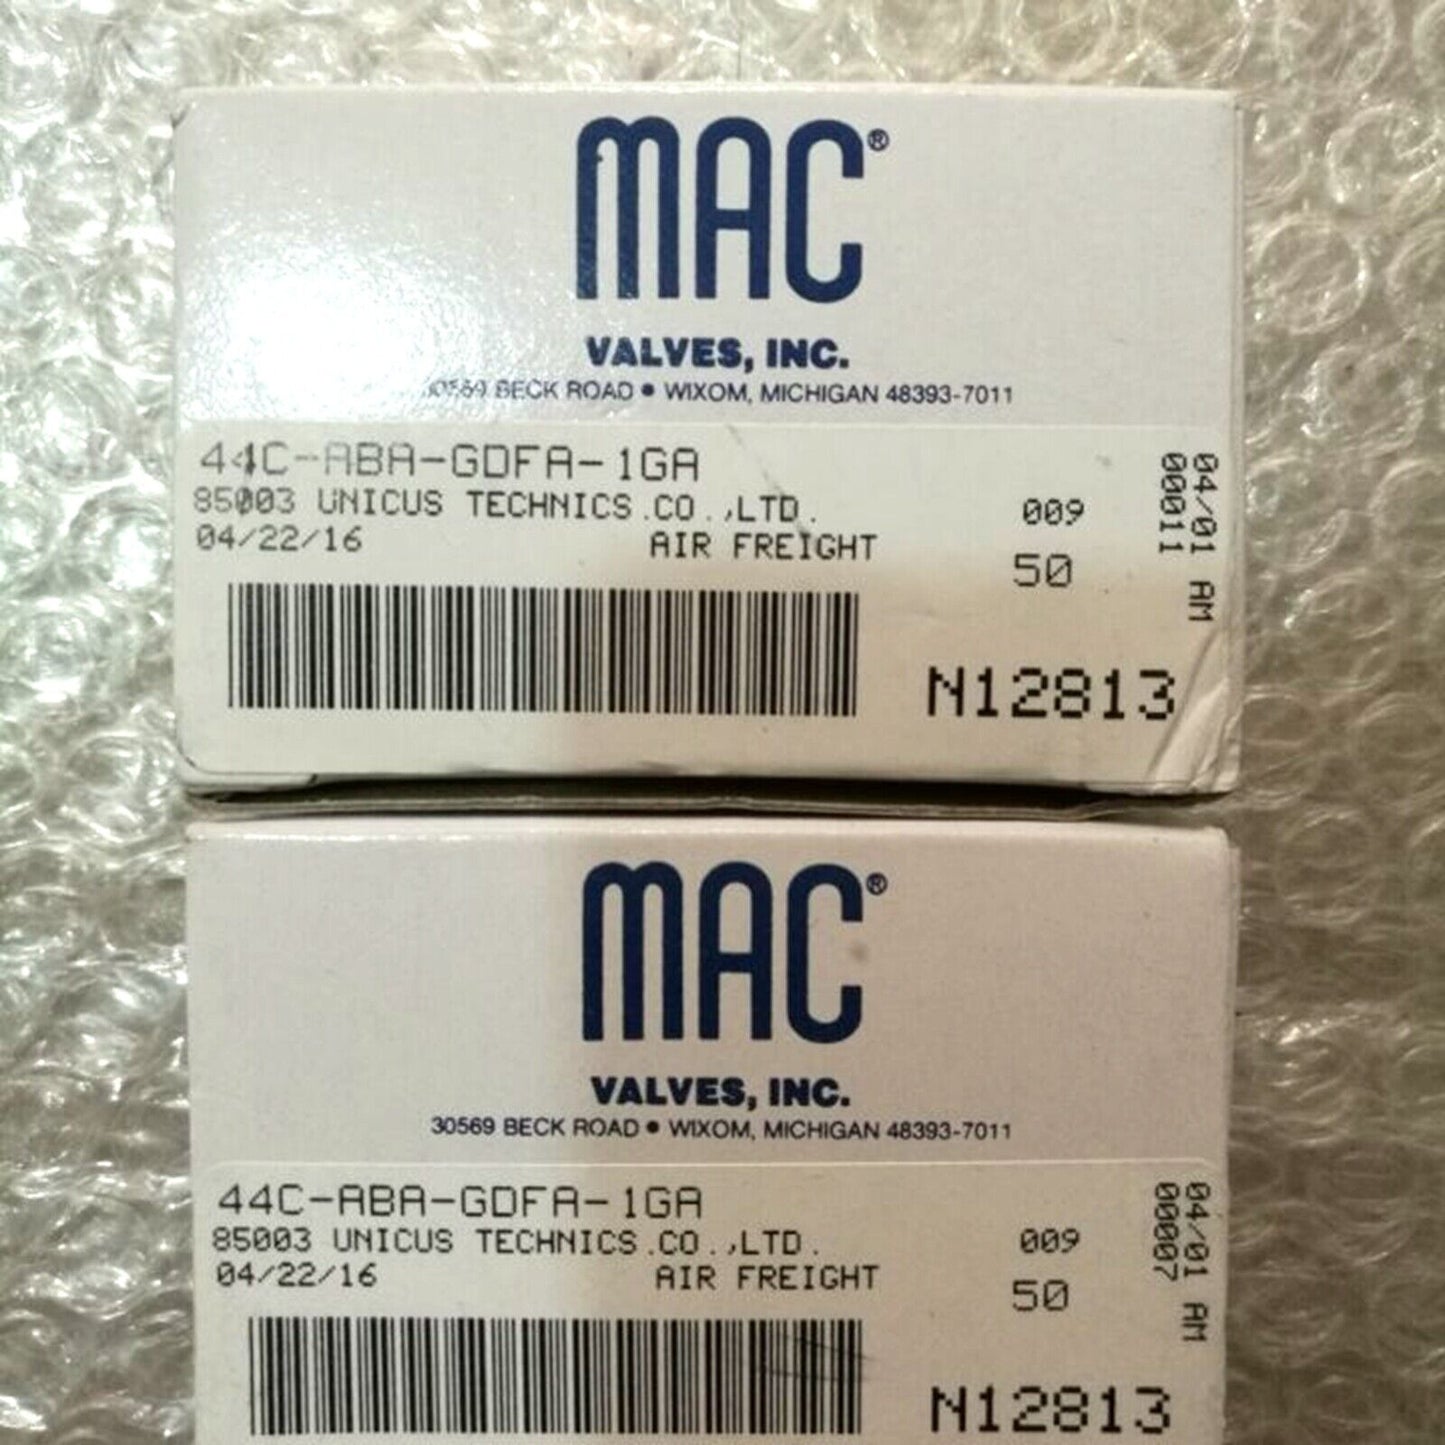 MAC®
VALVES, INC.
30569 BECK ROAD • WIXOM, MICHIGAN 48393-7011
44C-ABA-GDFA-1GA
85003 UNICUS TECHNICS.CO.,LTD.
009
04/22/16
AIR FREIGHT
50
04/01 AM
00011
N12813
MAC®
VALVES, INC.
30569 BECK ROAD • WIXOM, MICHIGAN 48393-7011
44C-ABA-GDFA-1GA
85003 UNICUS TECHNICS.CO.,LTD.
009
04/22/16
AIR FREIGHT
50
04/01 AM
00007
N12813